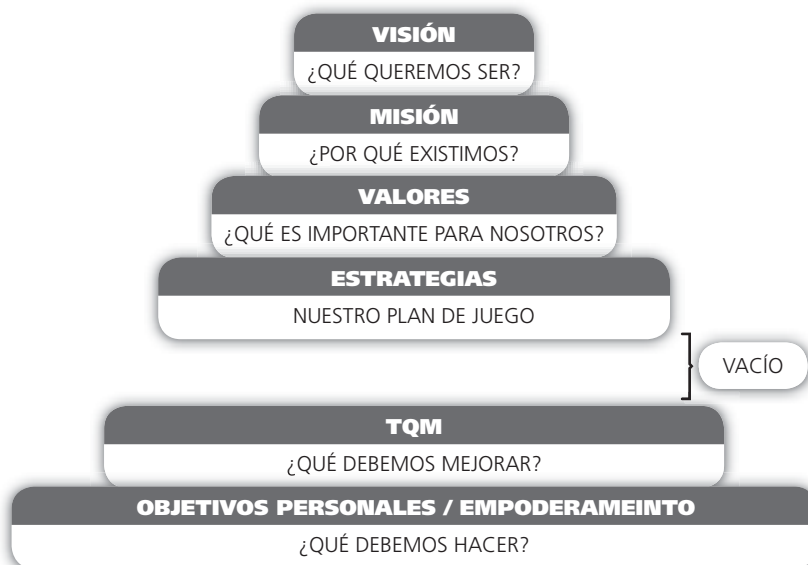 VISIÓN
¿QUÉ QUEREMOS SER?
MISIÓN
¿POR QUÉ EXISTIMOS?
VALORES
¿QUÉ ES IMPORTANTE PARA NOSOTROS?
ESTRATEGIAS
NUESTRO PLAN DE JUEGO
VACÍO
TQM
¿QUÉ DEBEMOS MEJORAR?
OBJETIVOS PERSONALES / EMPODERAMEINTO
¿QUÉ DEBEMOS HACER?